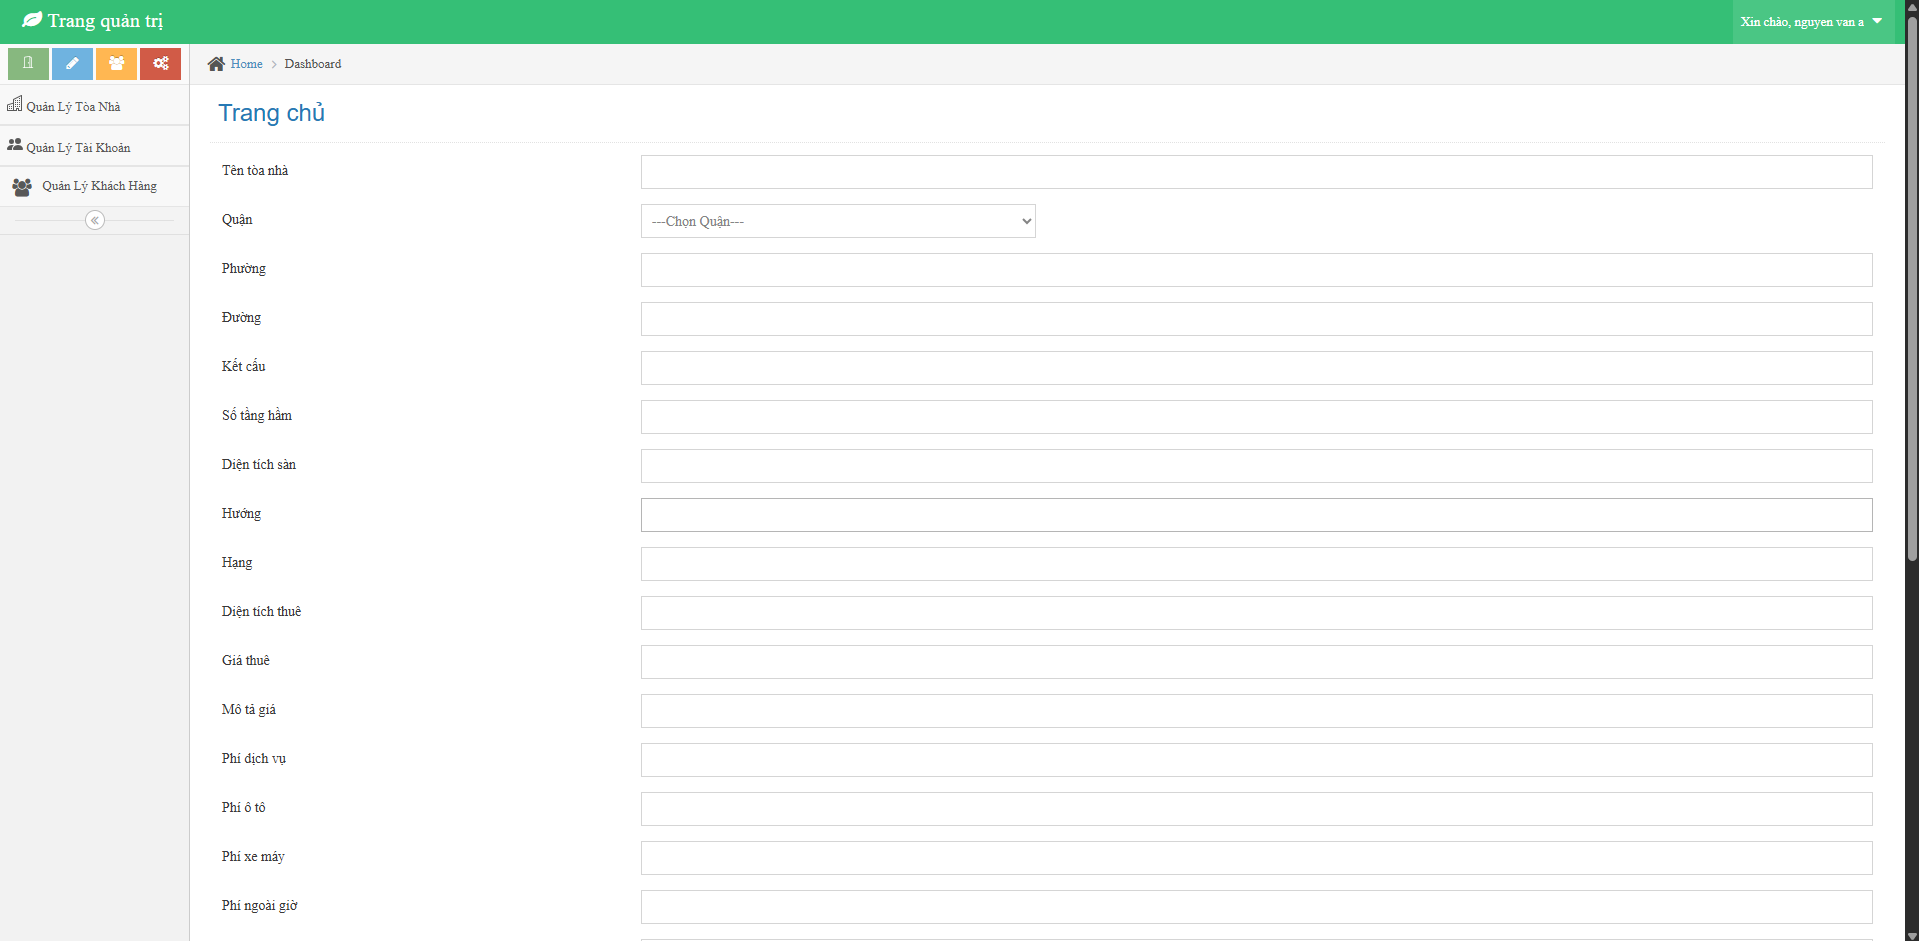 Trang quản trị
Xin chào, nguyen van a
Home > Dashboard
Quản Lý Tòa Nhà
Quản Lý Tài Khoản
Quản Lý Khách Hàng
Trang chủ
Tên tòa nhà
Quận
---Chọn Quận---
Phường
Đường
Kết cấu
Số tầng hầm
Diện tích sàn
Hướng
Hạng
Diện tích thuê
Giá thuê
Mô tả giá
Phí dịch vụ
Phí ô tô
Phí xe máy
Phí ngoài giờ